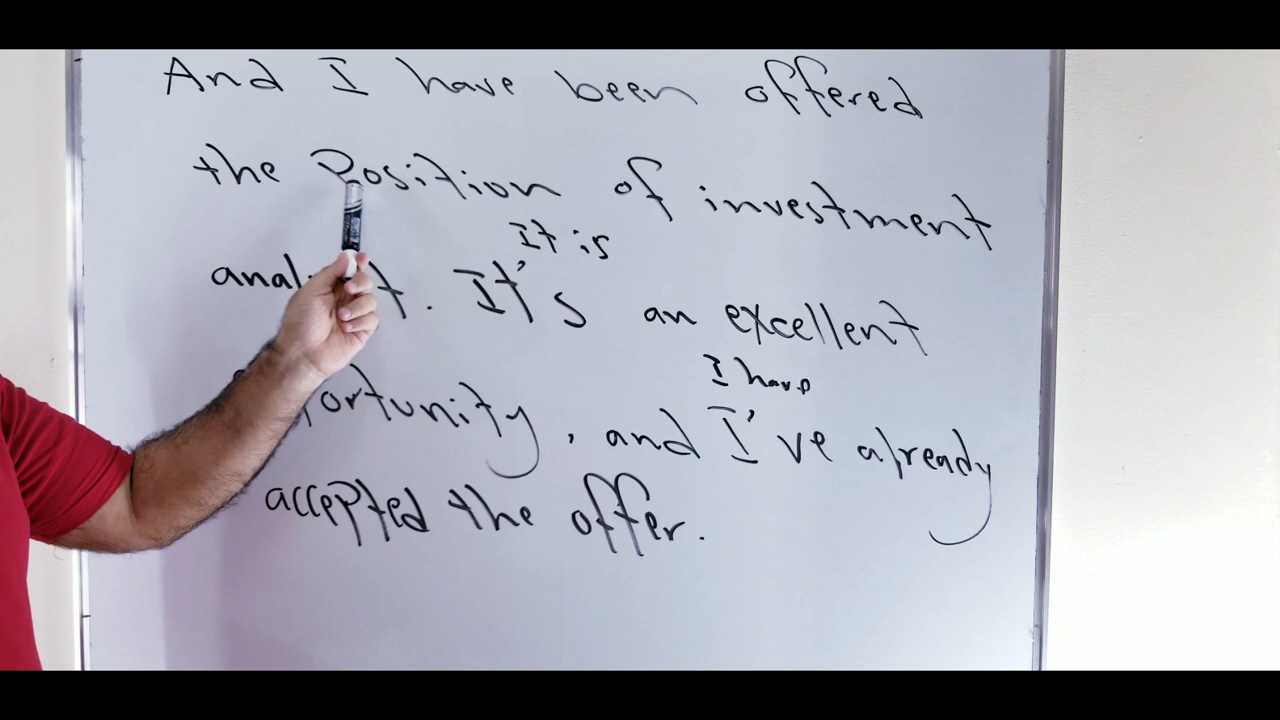 And I have been offered
the Position of investment
It is
It's an excellent
I have
, and I've already
accepted the offer.